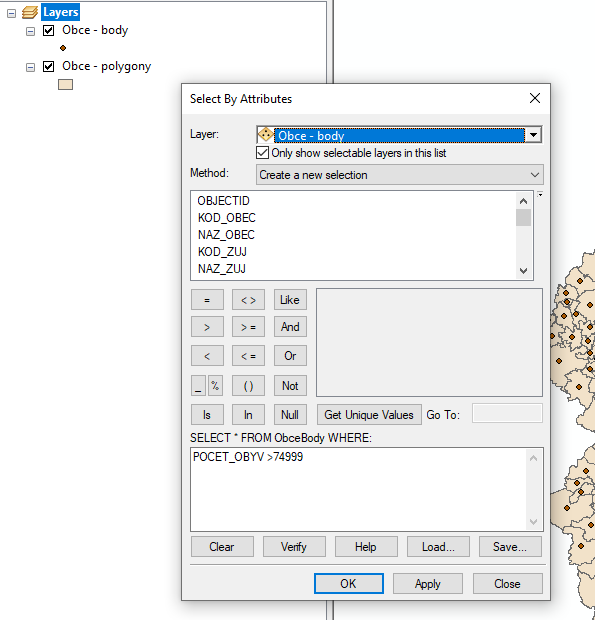 Layers
Obce - body
Obce - polygony
Select By Attributes
Layer:
Obce - body
Only show selectable layers in this list
Method:
Create a new selection
OBJECTID
KOD_OBEC
NAZ_OBEC
KOD_ZUJ
NAZ_ZUJ
= < > Like
> > = And
< < = Or
_ % ( ) Not
Is In Null Get Unique Values Go To:
SELECT * FROM ObceBody WHERE:
POCET_OBYV >74999
Clear Verify Help Load... Save...
OK Apply Close